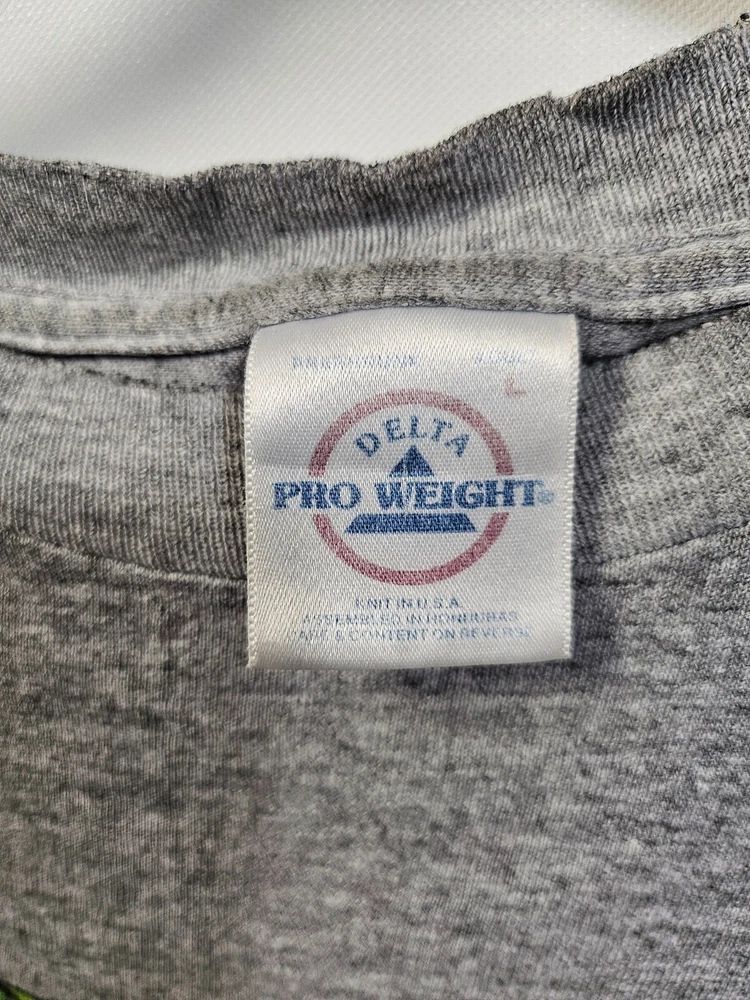 L
DELTA
PRO WEIGHT®
KNIT IN U.S.A.
ASSEMBLED IN HONDURAS
CARE & CONTENT ON REVERSE